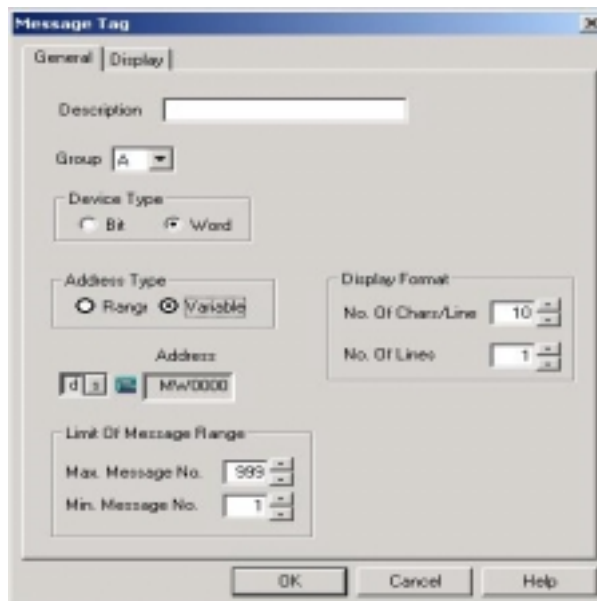 Message Tag
General Display
Description
Group A
Device Type
Bit Word
Address Type
Rangr Variable
Display Format
No. Of Chars/Line 10
No. Of Lines 1
Address
d s MW0000
Limit Of Message Range
Max. Message No. 999
Min. Message No. 1
OK Cancel Help